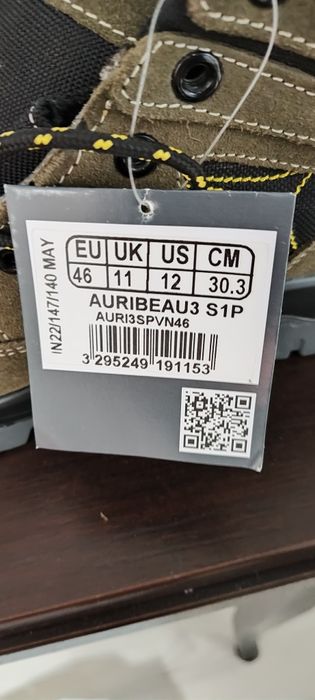 IN22/147/140 MAY
EU UK US CM
46 11 12 30.3
AURIBEAU3 S1P
AURI3SPVN46
3 295249 191153